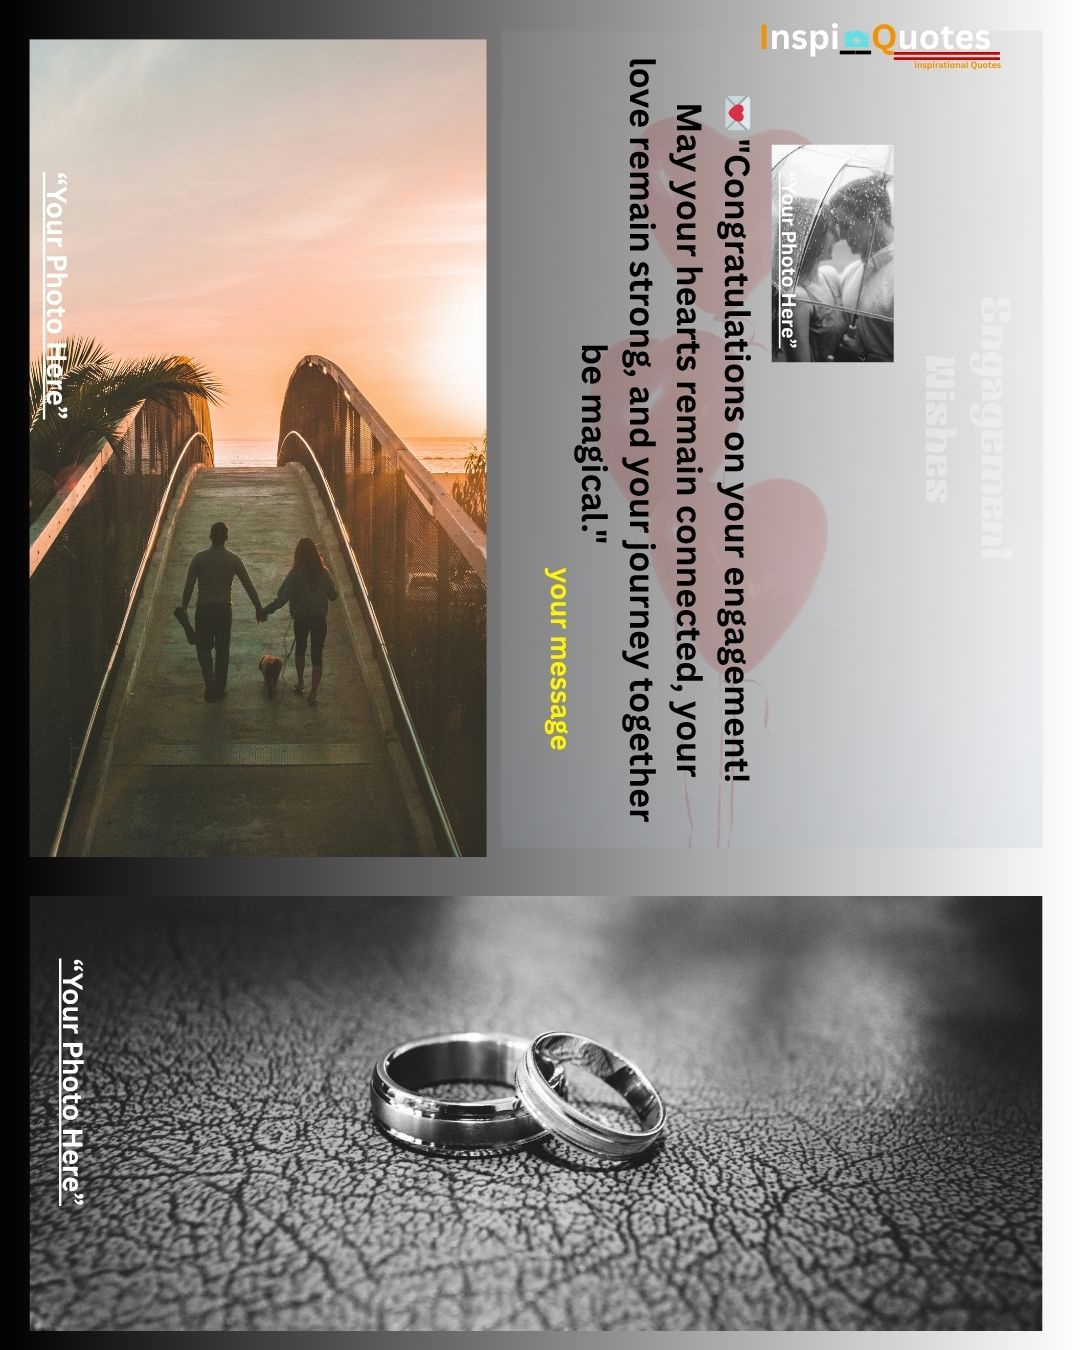 InspiQuotes
Inspirational Quotes
Engagement
Wishes
“Your Photo Here”
💌"Congratulations on your engagement!
May your hearts remain connected, your
love remain strong, and your journey together
be magical."
your message
“Your Photo Here”
“Your Photo Here”